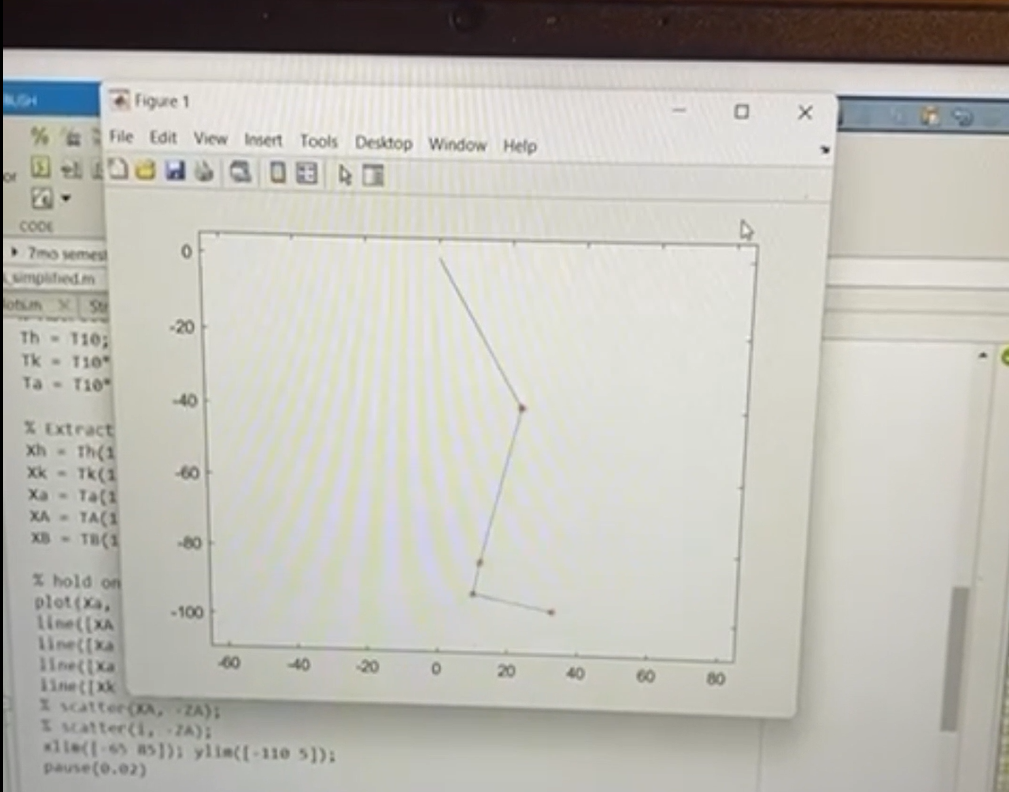 Figure 1
File Edit View Insert Tools Desktop Window Help
%
CODE
7mo semest
_simplified.m
Th = T10;
Tk = T10*
Ta = T10*
% Extract
Xh = Th(1
Xk = Tk(1
Xa = Ta(1
XA = TA(1
XB = TB(1
% hold on
plot(Xa,
line([XA
line([Xa
line([Xa
line([Xk
% scatter(XA, -ZA);
% scatter(i, -ZA);
xlim([-65 85]); ylim([-110 5]);
pause(0.02)
0
-20
-40
-60
-80
-100
-60 -40 -20 0 20 40 60 80